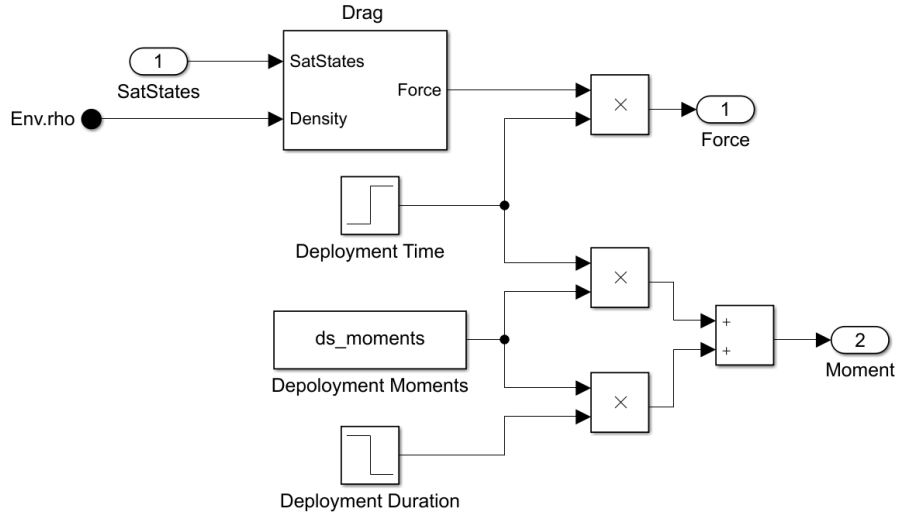 Drag
1
SatStates
SatStates
Env.rho
Density
Force
×
1
Force
Deployment Time
×
ds_moments
Depoloyment Moments
+
+
2
Moment
×
Deployment Duration